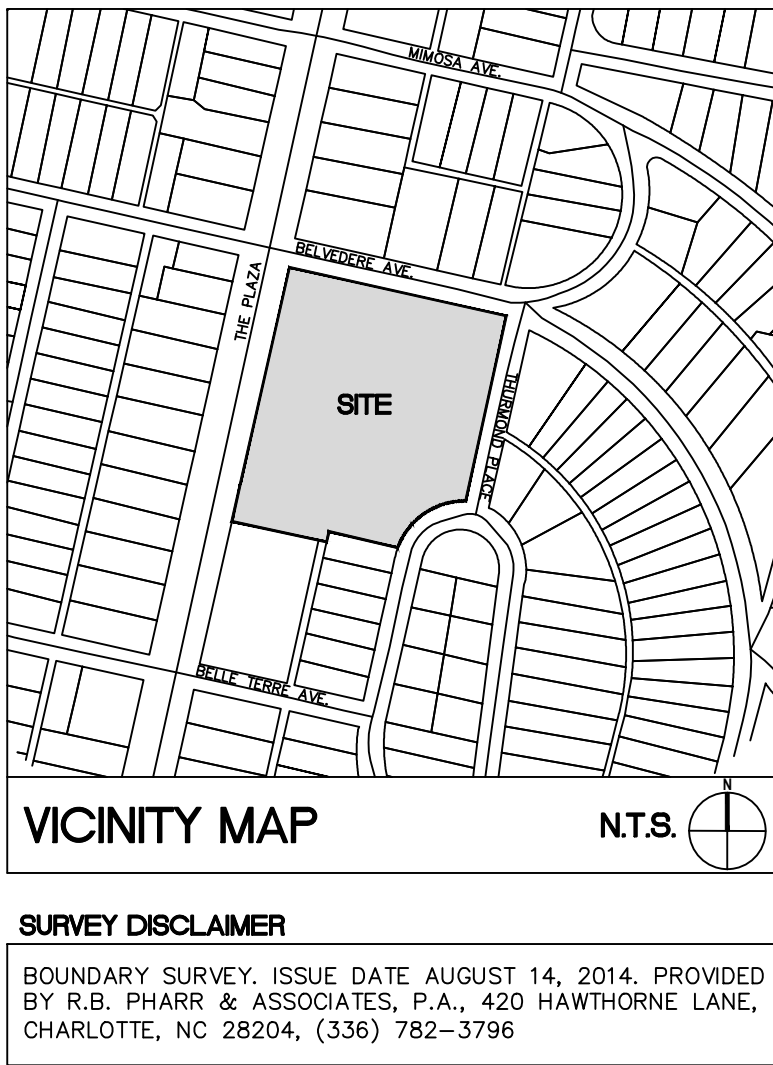 MIMOSA AVE.
BELVEDERE AVE.
THE PLAZA
SITE
THURMOND PLACE
BELLE TERRE AVE.
VICINITY MAP
N.T.S.
N
SURVEY DISCLAIMER
BOUNDARY SURVEY. ISSUE DATE AUGUST 14, 2014. PROVIDED
BY R.B. PHARR & ASSOCIATES, P.A., 420 HAWTHORNE LANE,
CHARLOTTE, NC 28204, (336) 782-3796